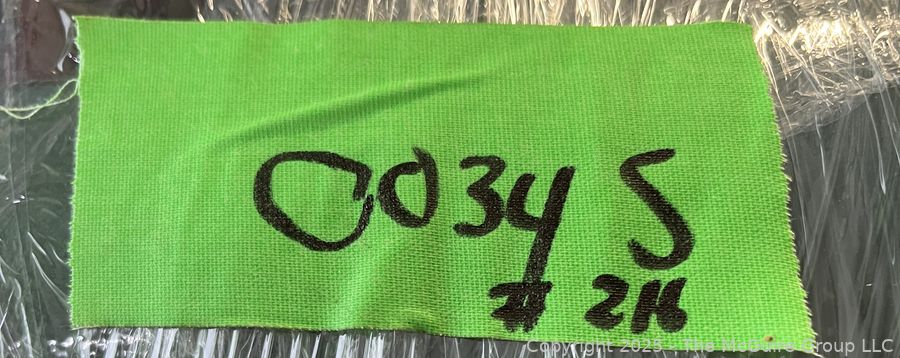 0034 S
# 216
Copyright 2025 - The McGuire Group LLC